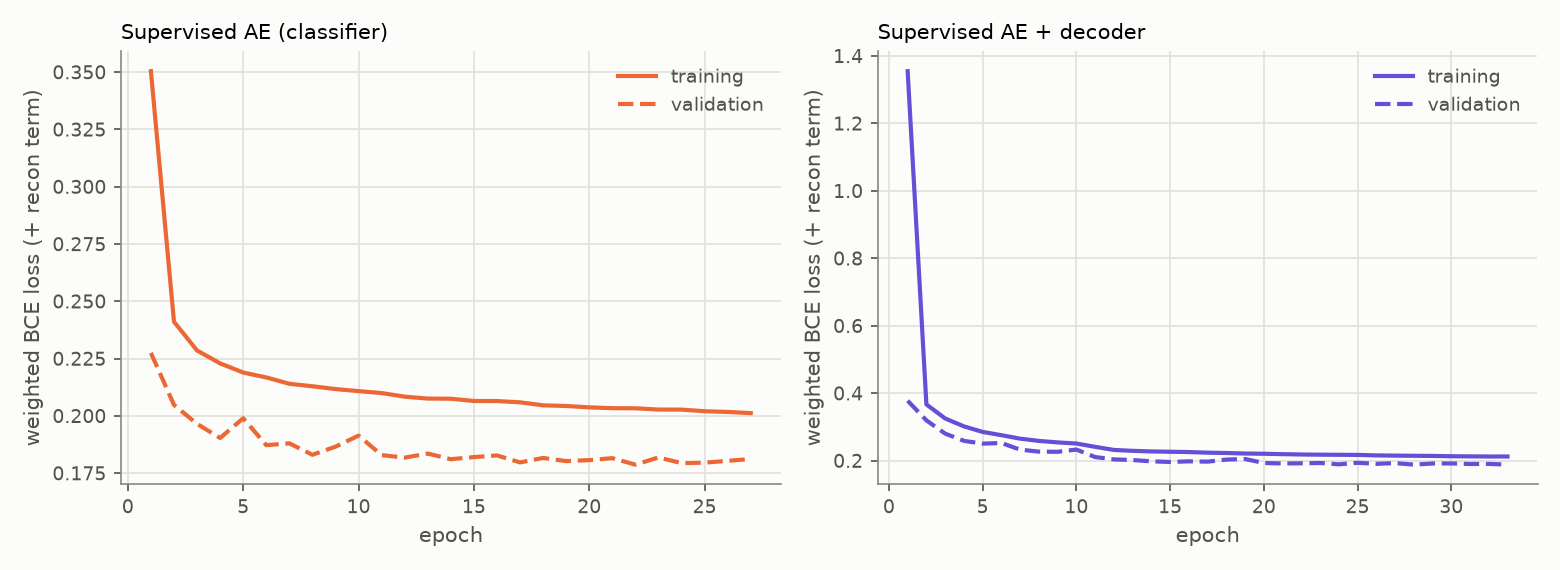 Supervised AE (classifier)
weighted BCE loss (+ recon term)
0.350
0.325
0.300
0.275
0.250
0.225
0.200
0.175
training
validation
0
5
10
15
20
25
epoch
Supervised AE + decoder
weighted BCE loss (+ recon term)
1.4
1.2
1.0
0.8
0.6
0.4
0.2
training
validation
0
5
10
15
20
25
30
epoch